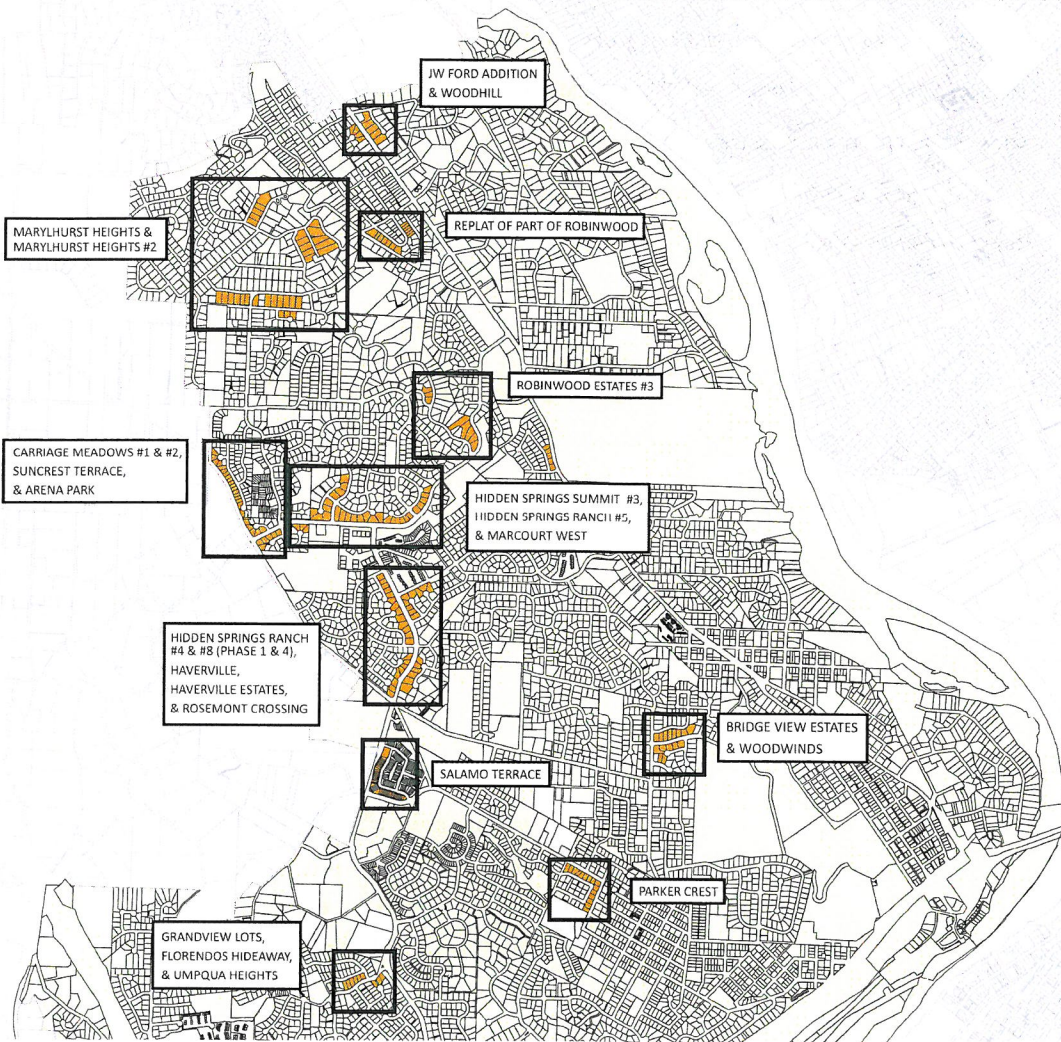 JW FORD ADDITION
& WOODHILL
MARYLHURST HEIGHTS &
MARYLHURST HEIGHTS #2
REPLAT OF PART OF ROBINWOOD
ROBINWOOD ESTATES #3
CARRIAGE MEADOWS #1 & #2,
SUNCREST TERRACE,
& ARENA PARK
HIDDEN SPRINGS SUMMIT #3,
HIDDEN SPRINGS RANCH #5,
& MARCOURT WEST
HIDDEN SPRINGS RANCH
#4 & #8 (PHASE 1 & 4),
HAVERVILLE,
HAVERVILLE ESTATES,
& ROSEMONT CROSSING
BRIDGE VIEW ESTATES
& WOODWINDS
SALAMO TERRACE
PARKER CREST
GRANDVIEW LOTS,
FLORENDOS HIDEAWAY,
& UMPQUA HEIGHTS